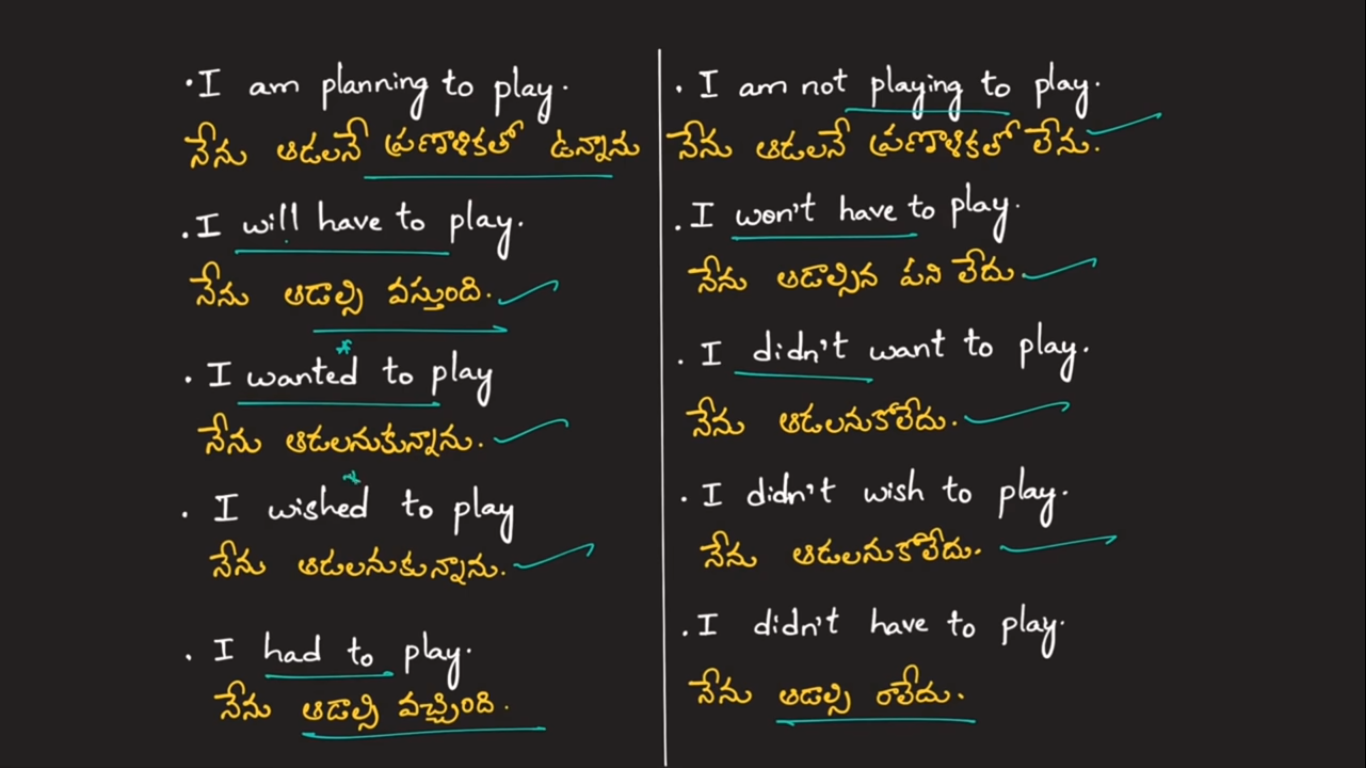 · I am planning to play.
నేను ఆడలనే ప్రణాళికతో ఉన్నాను
. I will have to play.
నేను ఆడాల్సి వస్తుంది.
. I wanted to play
నేను ఆడలనుకున్నాను.
. I wished to play
నేను ఆడలనుకున్నాను.
. I had to play.
నేను ఆడాల్సి వచ్చింది.
. I am not playing to play.
నేను ఆడలనే ప్రణాళికతో లేను.
. I won't have to play.
నేను ఆడాల్సిన పని లేదు
. I didn't want to play.
నేను ఆడలనుకోలేదు.
. I didn't wish to play.
నేను ఆడలనుకోలేదు.
. I didn't have to play.
నేను ఆడాల్సి రాలేదు.